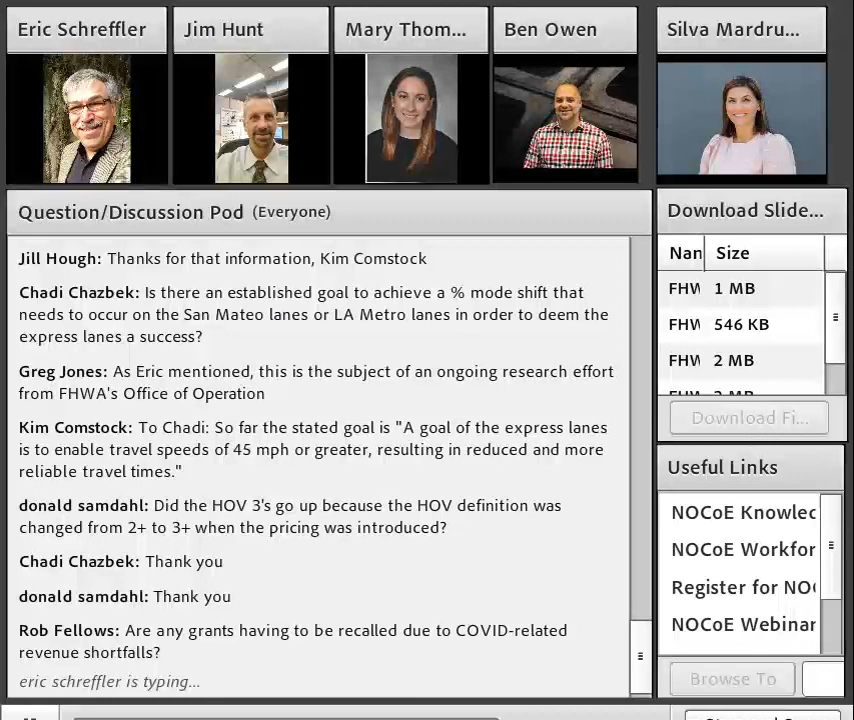 Eric Schreffler
Jim Hunt
Mary Thom...
Ben Owen
Silva Mardru...
Question/Discussion Pod (Everyone)
Jill Hough: Thanks for that information, Kim Comstock
Chadi Chazbek: Is there an established goal to achieve a % mode shift that
needs to occur on the San Mateo lanes or LA Metro lanes in order to deem the
express lanes a success?
Greg Jones: As Eric mentioned, this is the subject of an ongoing research effort
from FHWA's Office of Operation
Kim Comstock: To Chadi: So far the stated goal is "A goal of the express lanes
is to enable travel speeds of 45 mph or greater, resulting in reduced and more
reliable travel times."
donald samdahl: Did the HOV 3's go up because the HOV definition was
changed from 2+ to 3+ when the pricing was introduced?
Chadi Chazbek: Thank you
donald samdahl: Thank you
Rob Fellows: Are any grants having to be recalled due to COVID-related
revenue shortfalls?
eric schreffler is typing...
Download Slide...
Nan Size
FHW 1 MB
FHW 546 KB
FHW 2 MB
Download Fi...
Useful Links
NOCoE Knowlec
NOCoE Workfor
Register for NO
NOCoE Webinar
Browse To